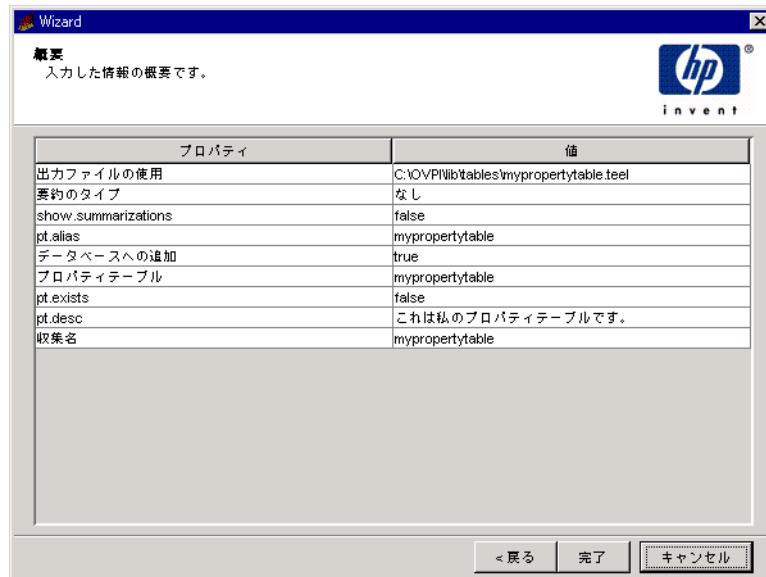 Wizard
概要
入力した情報の概要です。
hp
®
invent
プロパティ 値
出力ファイルの使用 C:\OVPI\lib\tables\mypropertytable.teel
要約のタイプ なし
show.summarizations false
pt.alias mypropertytable
データベースへの追加 true
プロパティテーブル mypropertytable
pt.exists false
pt.desc これは私のプロパティテーブルです。
収集名 mypropertytable
<戻る 完了 キャンセル